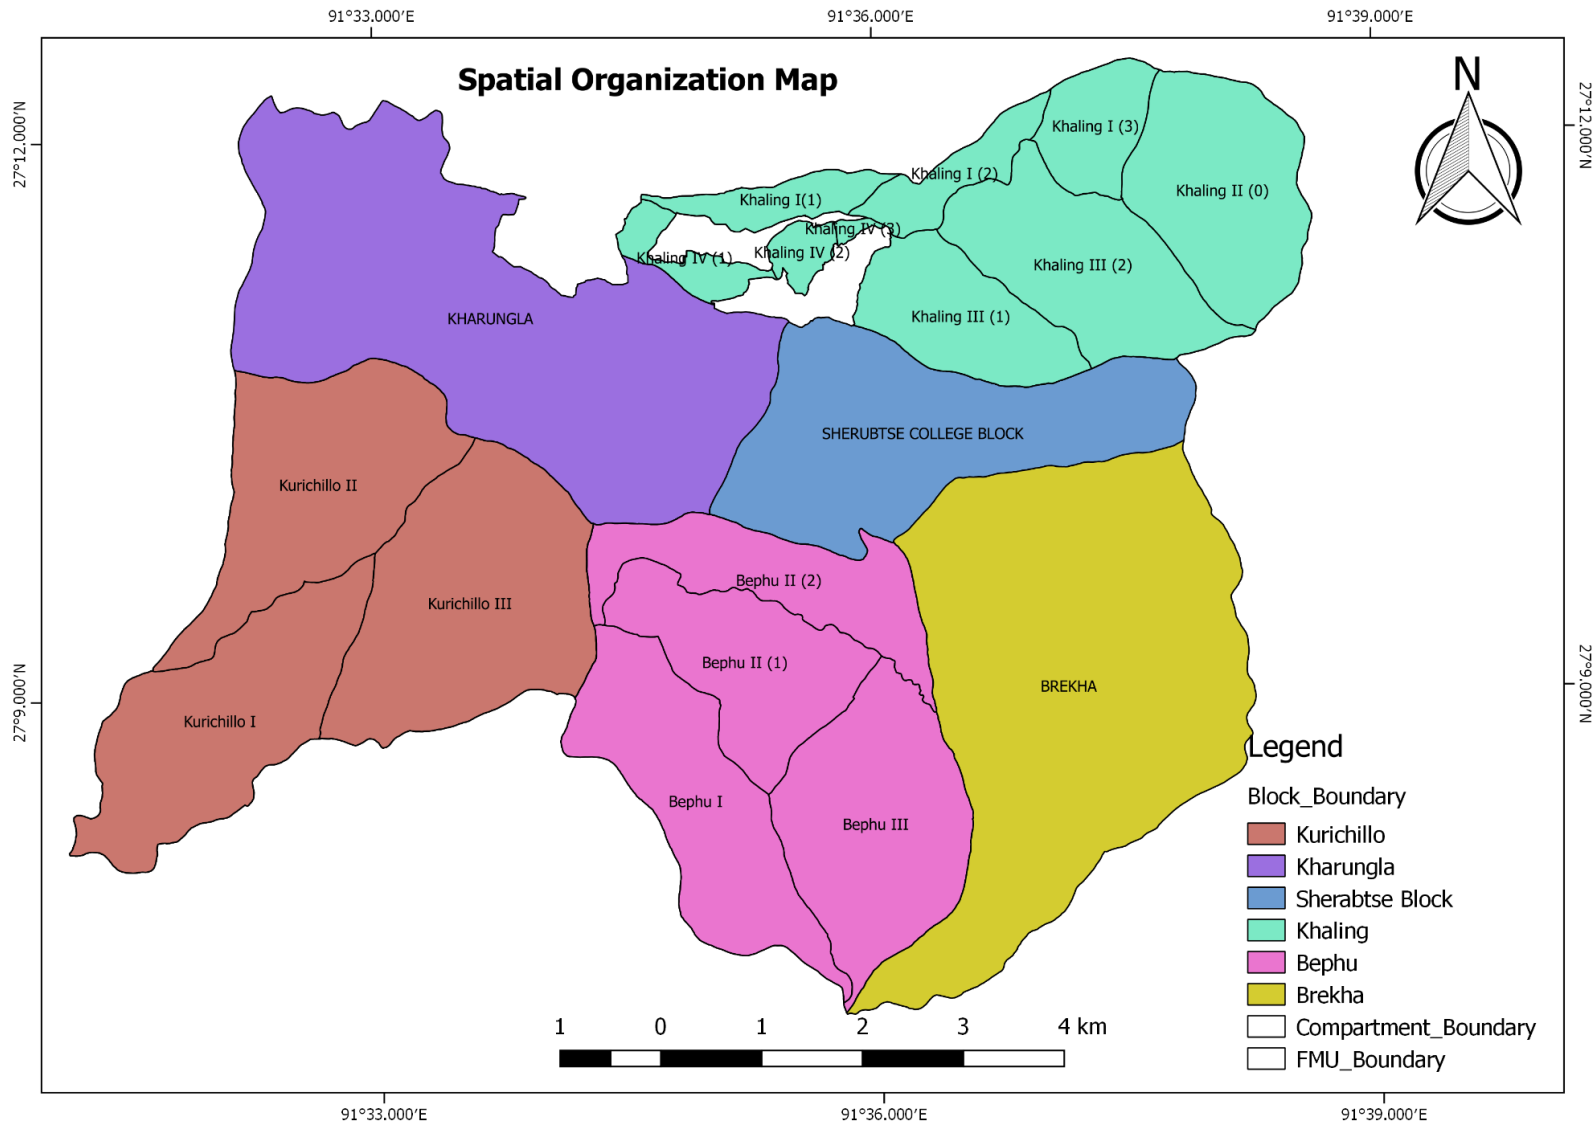 91°33.000′E 91°36.000′E 91°39.000′E
Spatial Organization Map
N
27°12.000′N
27°12.000′N
Khaling I (3)
Khaling I (2)
Khaling II (0)
Khaling I(1)
Khaling IV (3)
Khaling IV (1)
Khaling IV (2)
Khaling III (2)
KHARUNGLA
Khaling III (1)
SHERUBTSE COLLEGE BLOCK
Kurichillo II
Bephu II (2)
Kurichillo III
Bephu II (1)
BREKHA
27°9.000′N
27°9.000′N
Kurichillo I
Bephu I
Bephu III
Legend
Block_Boundary
Kurichillo
Kharungla
Sherabtse Block
Khaling
Bephu
Brekha
Compartment_Boundary
FMU_Boundary
1 0 1 2 3 4 km
91°33.000′E 91°36.000′E 91°39.000′E